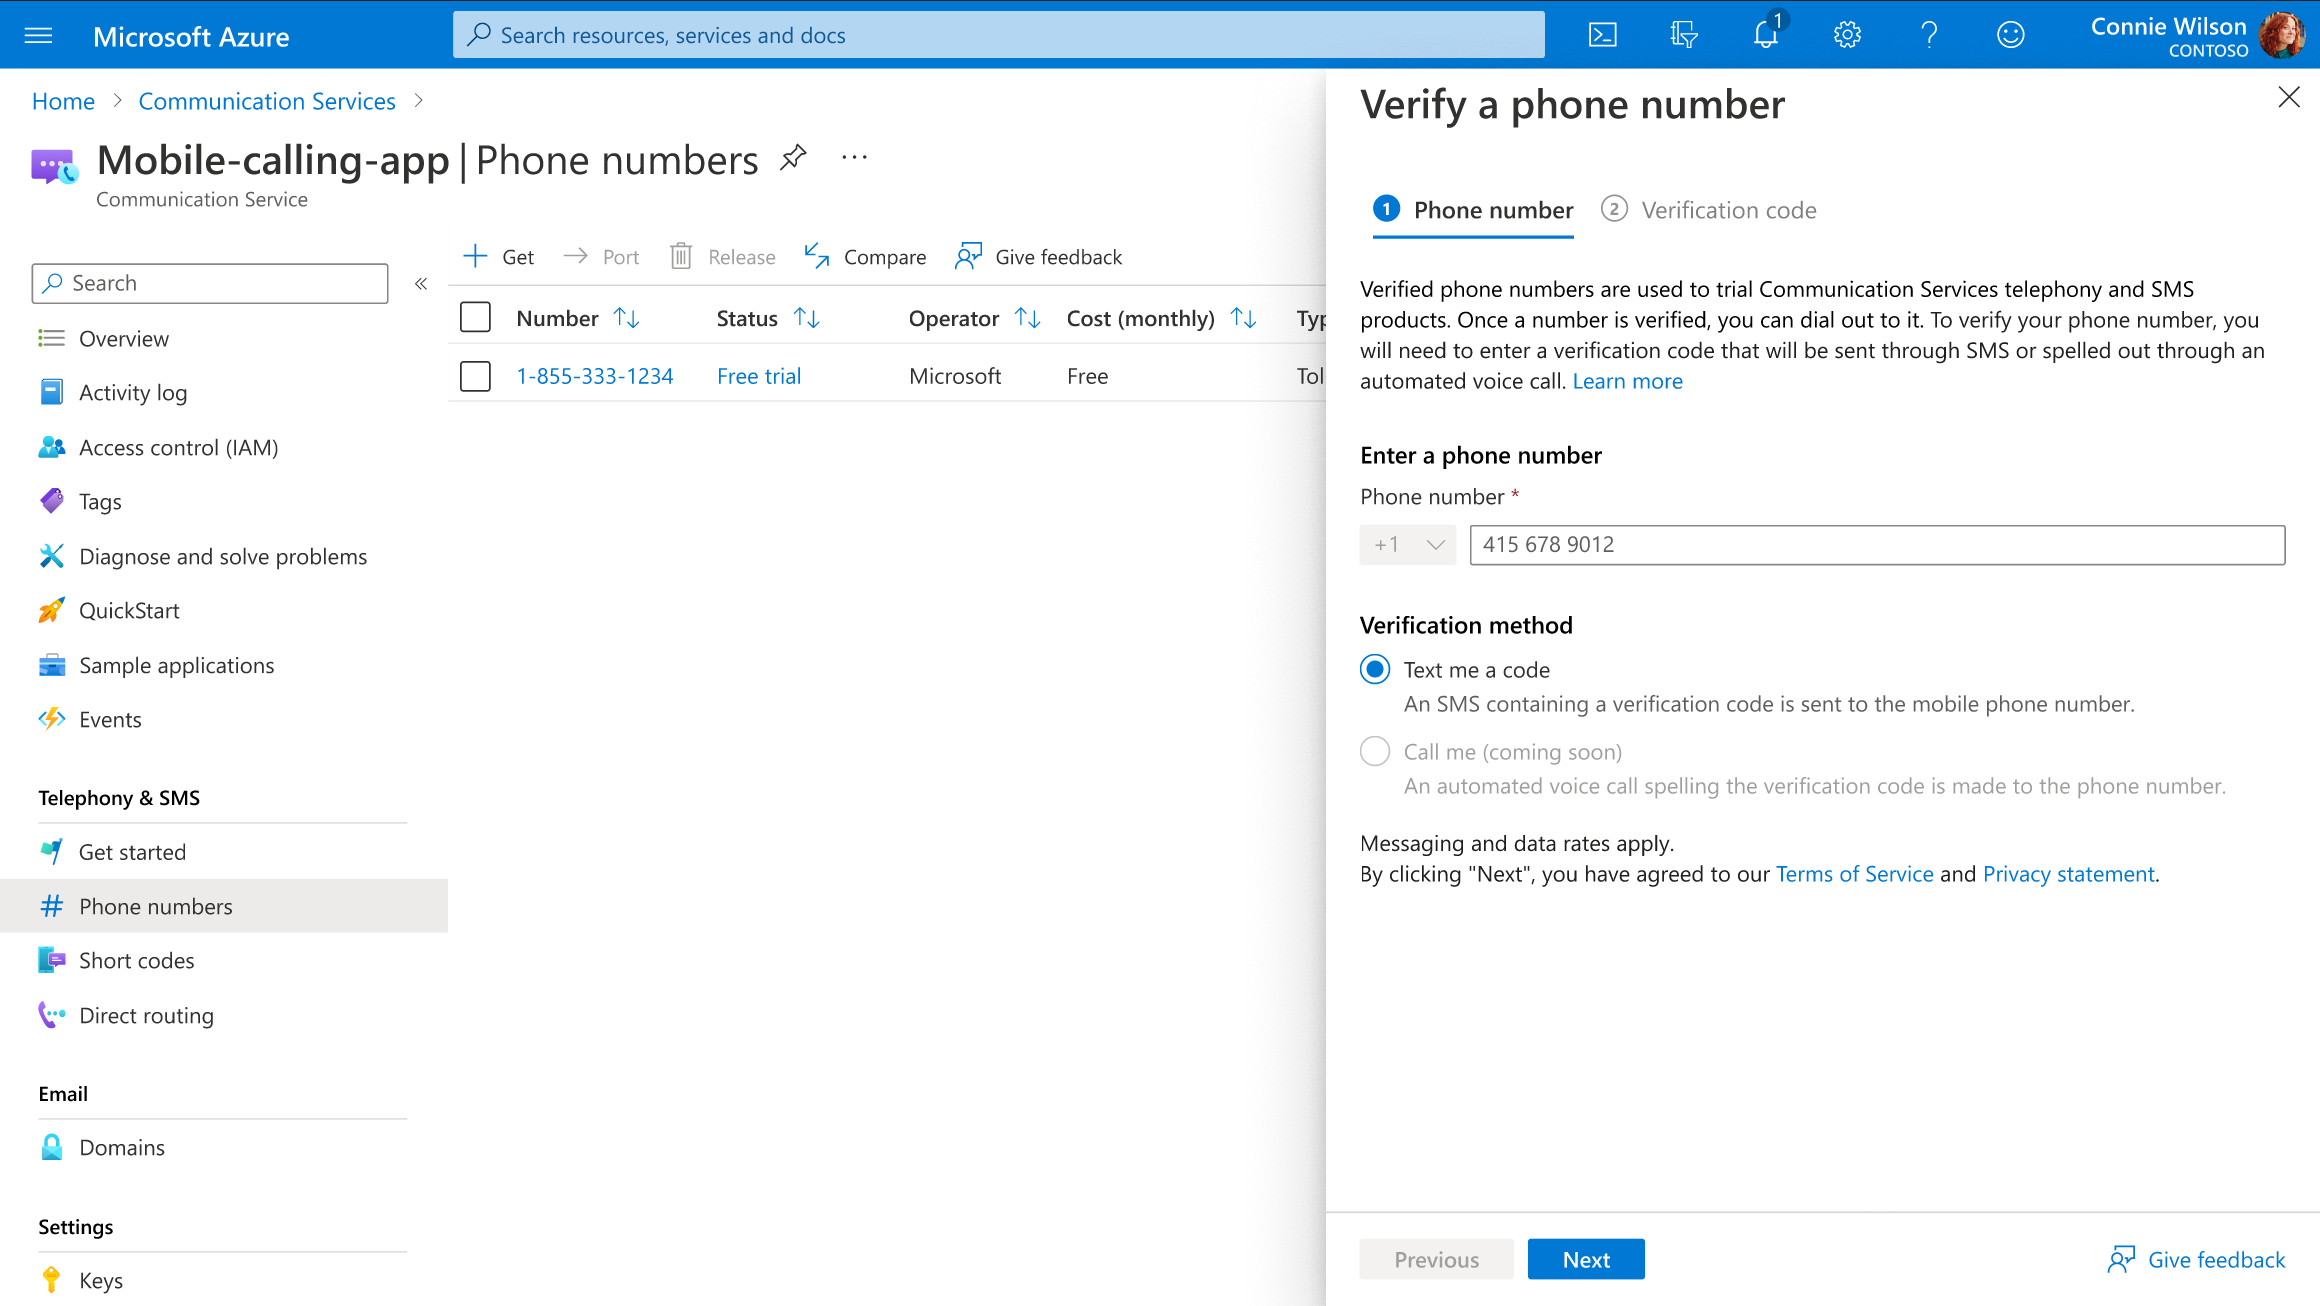 Microsoft Azure
Search resources, services and docs
1
Connie Wilson
CONTOSO
Home > Communication Services >
Mobile-calling-app | Phone numbers
Communication Service
Search
«
Overview
Activity log
Access control (IAM)
Tags
Diagnose and solve problems
QuickStart
Sample applications
Events
Telephony & SMS
Get started
Phone numbers
Short codes
Direct routing
Email
Domains
Settings
Keys
Get Port Release Compare Give feedback
Number Status Operator Cost (monthly) Typ
1-855-333-1234 Free trial Microsoft Free Tol
Verify a phone number
1 Phone number 2 Verification code
Verified phone numbers are used to trial Communication Services telephony and SMS
products. Once a number is verified, you can dial out to it. To verify your phone number, you
will need to enter a verification code that will be sent through SMS or spelled out through an
automated voice call. Learn more
Enter a phone number
Phone number *
+1 415 678 9012
Verification method
Text me a code
An SMS containing a verification code is sent to the mobile phone number.
Call me (coming soon)
An automated voice call spelling the verification code is made to the phone number.
Messaging and data rates apply.
By clicking "Next", you have agreed to our Terms of Service and Privacy statement.
Previous Next Give feedback